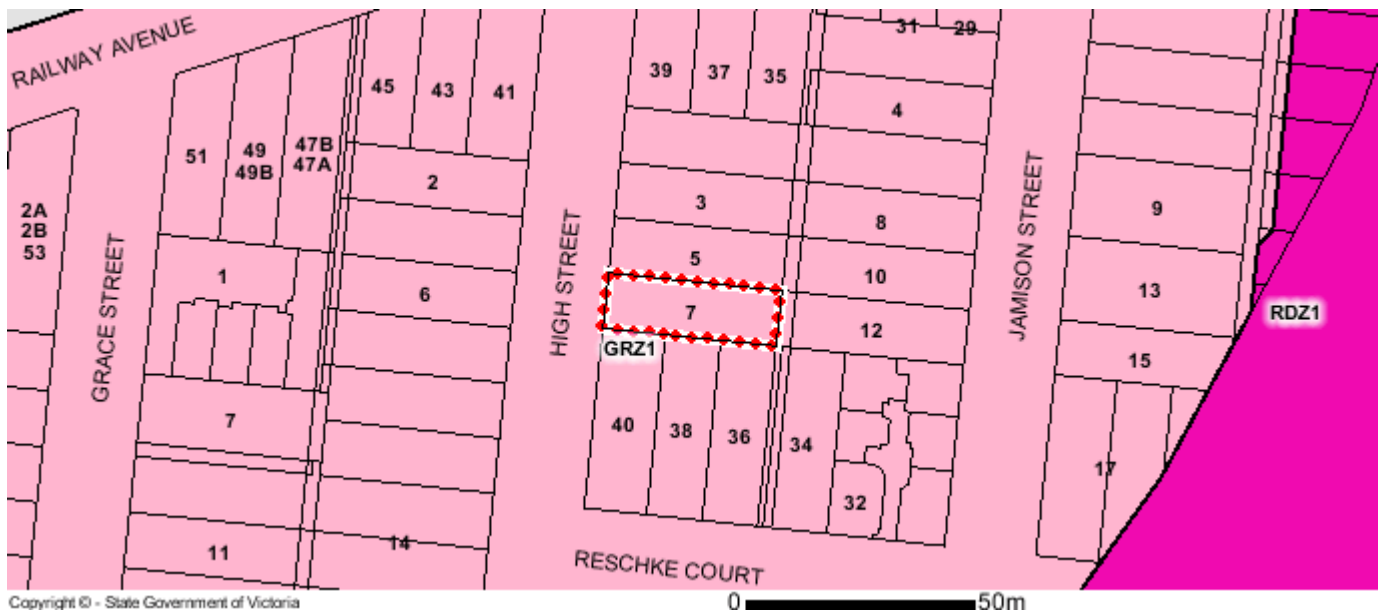 RAILWAY AVENUE
31
29
39
37
35
45
43
41
4
47B
47A
49
49B
51
2
2A
2B
53
3
8
9
HIGH STREET
JAMISON STREET
GRACE STREET
1
5
10
6
7
13
12
RDZ1
GRZ1
15
7
40
38
36
34
17
32
11
14
RESCHKE COURT
Copyright © - State Government of Victoria
0 50m